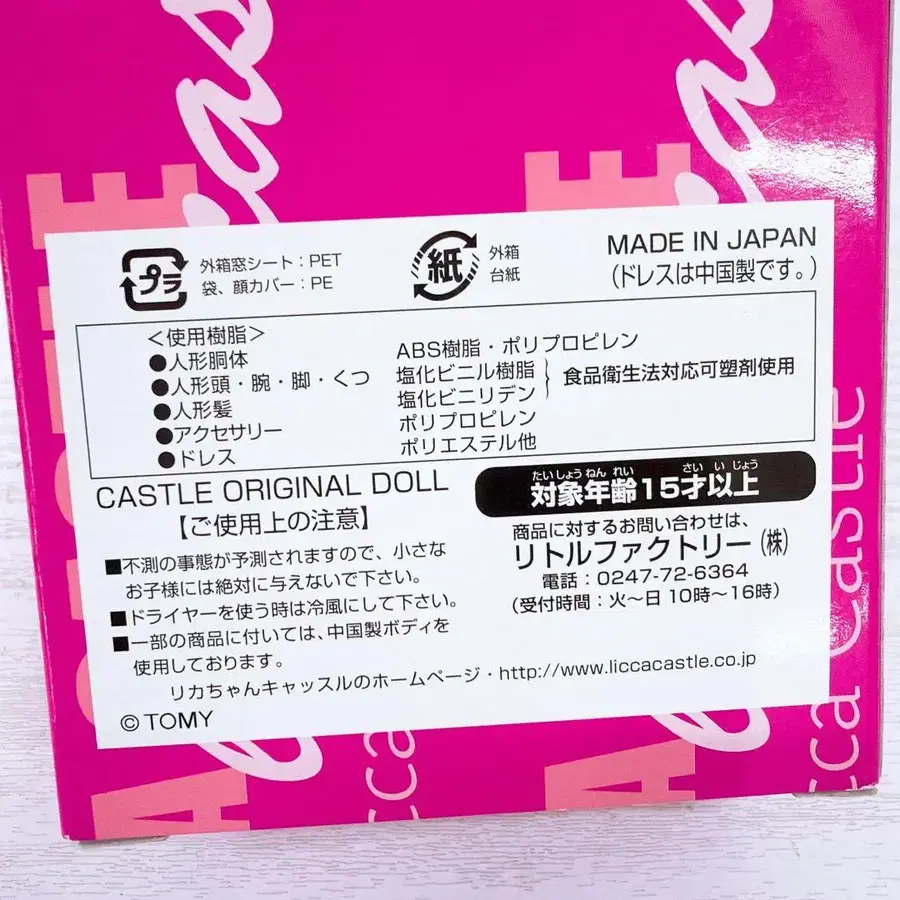 プラ
外箱窓シート：PET
袋、顔カバー：PE
紙
外箱
台紙
MADE IN JAPAN
(ドレスは中国製です。)
＜使用樹脂＞
●人形胴体 ABS樹脂・ポリプロピレン
●人形頭・腕・脚・くつ 塩化ビニル樹脂
●人形髪 塩化ビニリデン
食品衛生法対応可塑剤使用
●アクセサリー ポリプロピレン
●ドレス ポリエステル他
CASTLE ORIGINAL DOLL
【ご使用上の注意】
たいしょうねんれい さいいじょう
対象年齢15才以上
商品に対するお問い合わせは、
リトルファクトリー(株)
電話：0247-72-6364
(受付時間：火～日 10時～16時)
■不測の事態が予測されますので、小さな
お子様には絶対に与えないで下さい。
■ドライヤーを使う時は冷風にして下さい。
■一部の商品に付いては、中国製ボディを
使用しております。
リカちゃんキャッスルのホームページ・http://www.liccacastle.co.jp
© TOMY
icca Castle